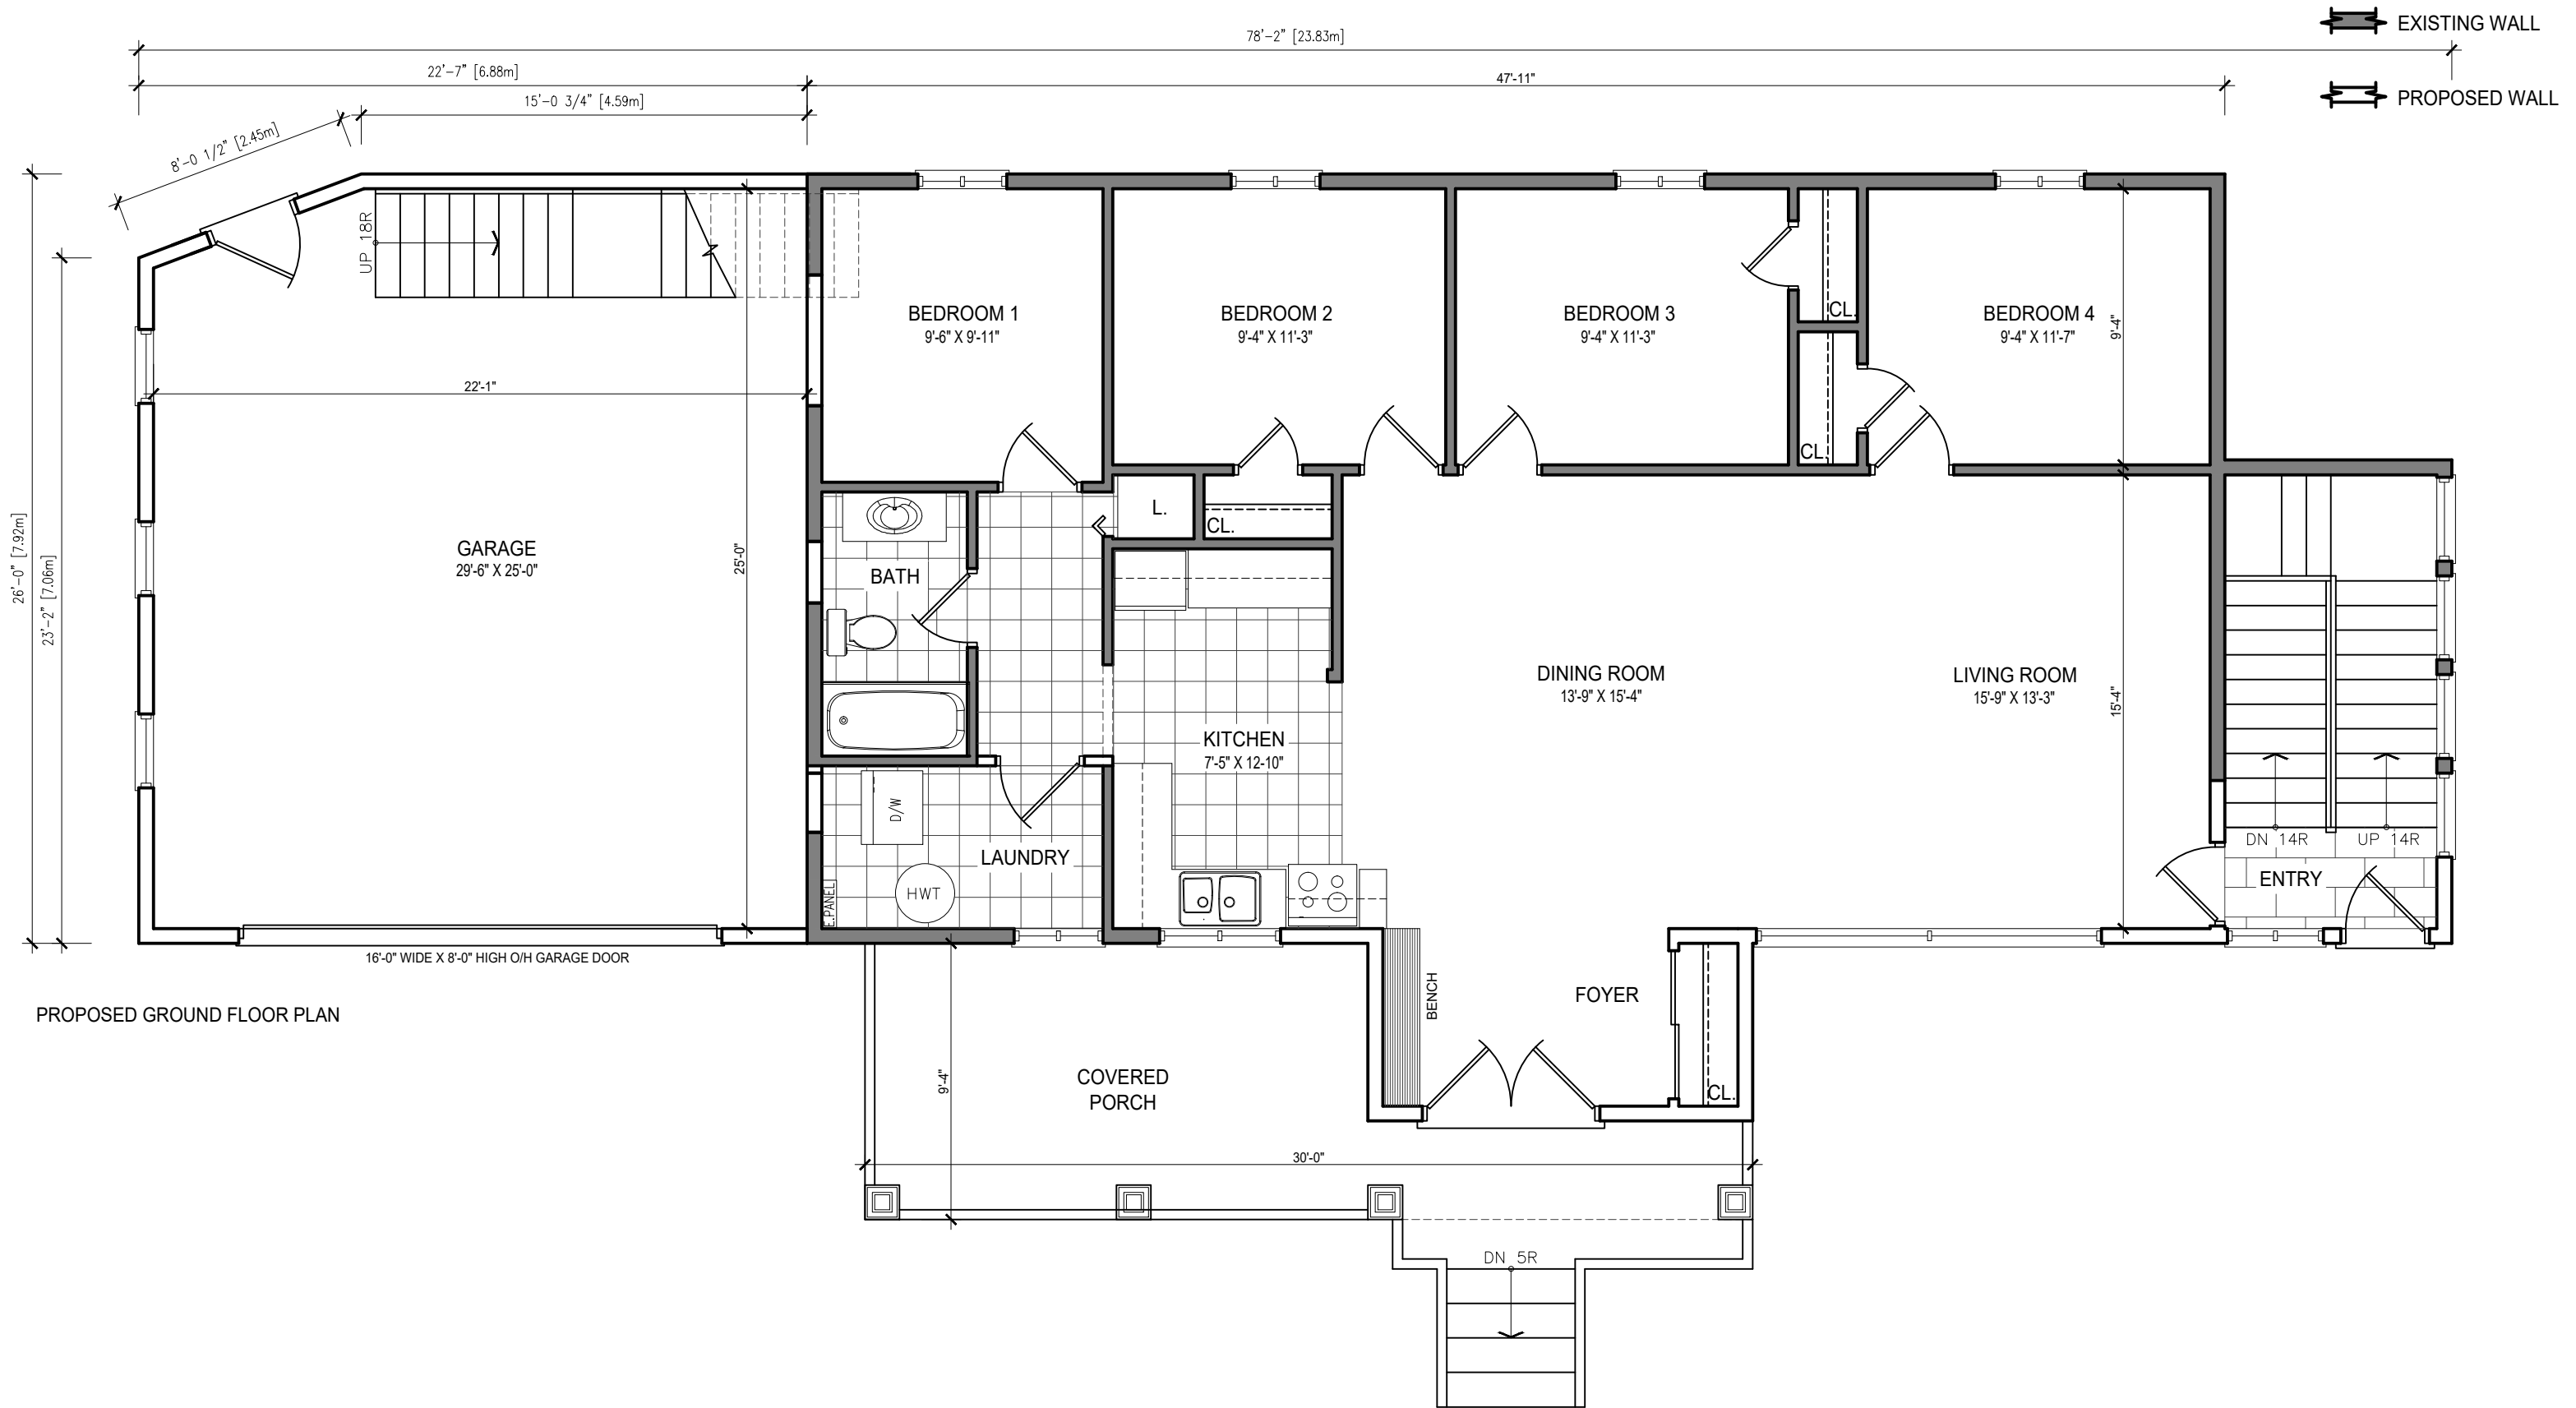 EXISTING WALL
78'-2" [23.83m]
22'-7" [6.88m]
47'-11"
PROPOSED WALL
15'-0 3/4" [4.59m]
8'-0 1/2" [2.45m]
UP 18R
BEDROOM 1
9'-6" X 9'-11"
BEDROOM 2
9'-4" X 11'-3"
BEDROOM 3
9'-4" X 11'-3"
CL.
BEDROOM 4
9'-4" X 11'-7"
9'-4"
22'-1"
CL.
L.
CL.
26'-0" [7.92m]
23'-2" [7.06m]
GARAGE
29'-6" X 25'-0"
25'-0"
BATH
DINING ROOM
13'-9" X 15'-4"
LIVING ROOM
15'-9" X 13'-3"
15'-4"
KITCHEN
7'-5" X 12'-10"
D/W
LAUNDRY
HWT
E.PANEL
DN 14R
UP 14R
ENTRY
16'-0" WIDE X 8'-0" HIGH O/H GARAGE DOOR
PROPOSED GROUND FLOOR PLAN
BENCH
FOYER
CL.
9'-4"
COVERED
PORCH
30'-0"
DN 5R